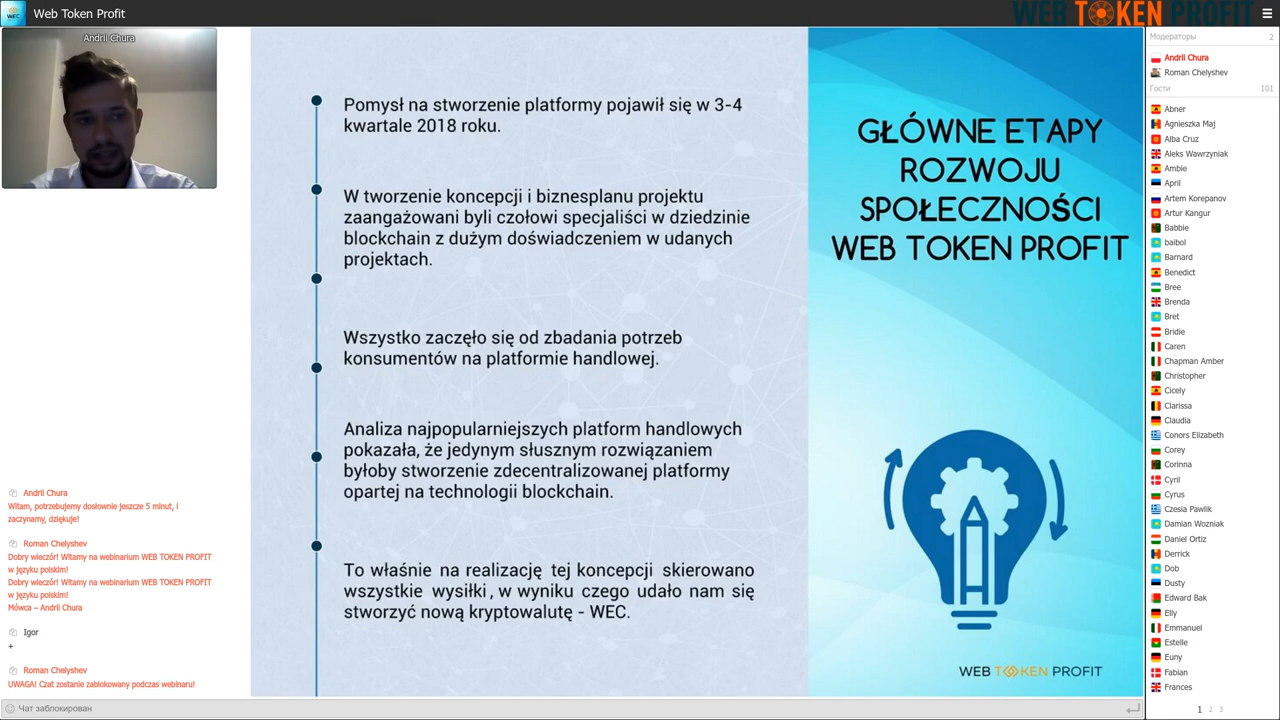 WEC
Web Token Profit
WEB TOKEN PROFIT
Andrii Chura
Pomysł na stworzenie platformy pojawił się w 3-4
kwartale 2018 roku.
W tworzenie koncepcji i biznesplanu projektu
zaangażowani byli czołowi specjaliści w dziedzinie
blockchain z dużym doświadczeniem w udanych
projektach.
Wszystko zaczęło się od zbadania potrzeb
konsumentów na platformie handlowej.
Analiza najpopularniejszych platform handlowych
pokazała, że jedynym słusznym rozwiązaniem
byłoby stworzenie zdecentralizowanej platformy
opartej na technologii blockchain.
To właśnie na realizację tej koncepcji skierowano
wszystkie wysiłki, w wyniku czego udało nam się
stworzyć nową kryptowalutę - WEC.
GŁÓWNE ETAPY
ROZWOJU
SPOŁECZNOŚCI
WEB TOKEN PROFIT
WEB TOKEN PROFIT
Andrii Chura
Witam, potrzebujemy dosłownie jeszcze 5 minut, i
zaczynamy, dziękuje!
Roman Chelyshev
Dobry wieczór! Witamy na webinarium WEB TOKEN PROFIT
w języku polskim!
Dobry wieczór! Witamy na webinarium WEB TOKEN PROFIT
w języku polskim!
Mówca – Andrii Chura
Igor
+
Roman Chelyshev
UWAGA! Czat zostanie zablokowany podczas webinaru!
Чат заблокирован
Модераторы 2
Andrii Chura
Roman Chelyshev
Гости 101
Abner
Agnieszka Maj
Alba Cruz
Aleks Wawrzyniak
Ambie
April
Artem Korepanov
Artur Kangur
Babbie
baibol
Barnard
Benedict
Bree
Brenda
Bret
Bridie
Caren
Chapman Amber
Christopher
Cicely
Clarissa
Claudia
Conors Elizabeth
Corey
Corinna
Cyril
Cyrus
Czesia Pawlik
Damian Wozniak
Daniel Ortiz
Derrick
Dob
Dusty
Edward Bak
Elly
Emmanuel
Estelle
Euny
Fabian
Frances
1 2 3